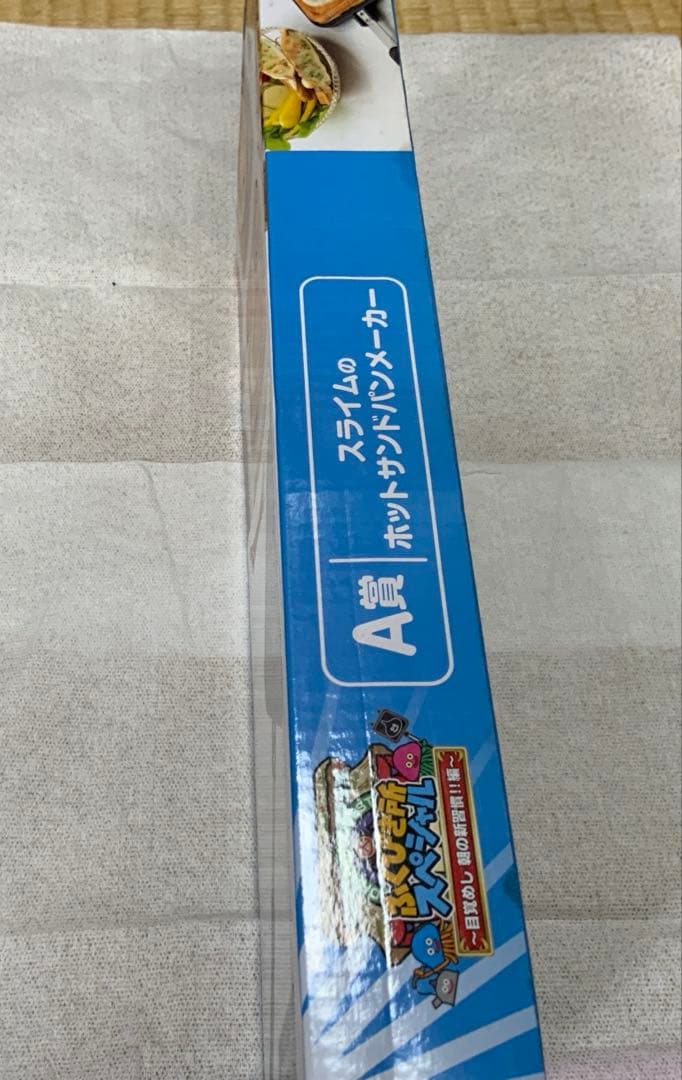 A賞
スライムの
ホットサンドパンメーカー
ふくびき所
スペシャル
~目覚めし 朝の新習慣!!編~